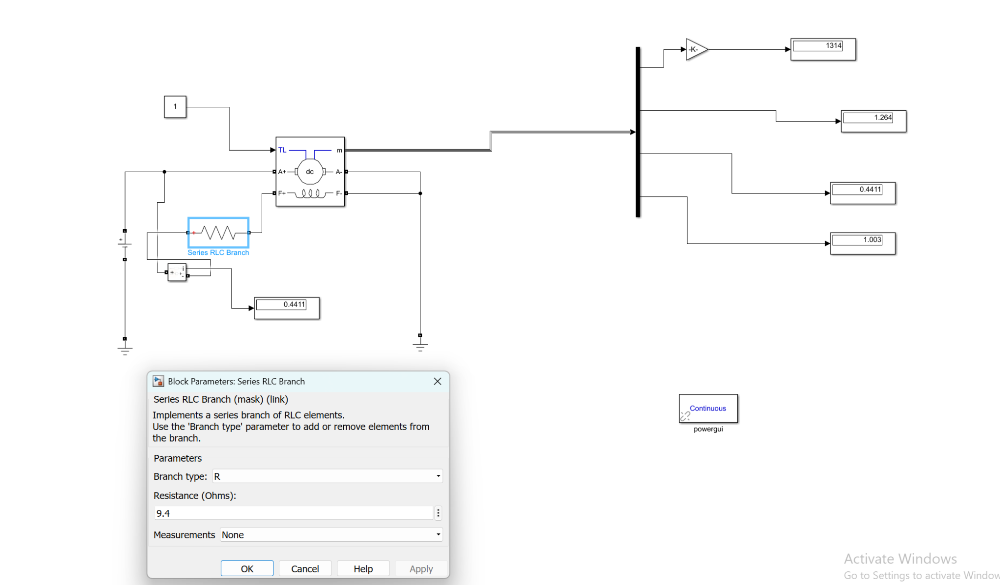 -K-
1314
1
1.264
TL
m
A+
dc
A-
F+
F-
0.4411
+
1.003
+
Series RLC Branch
i
+
-
0.4411
Block Parameters: Series RLC Branch
Series RLC Branch (mask) (link)
Implements a series branch of RLC elements.
Use the 'Branch type' parameter to add or remove elements from
the branch.
Parameters
Branch type: R
Resistance (Ohms):
9.4
Measurements None
OK Cancel Help Apply
Continuous
powergui
Activate Windows
Go to Settings to activate Window